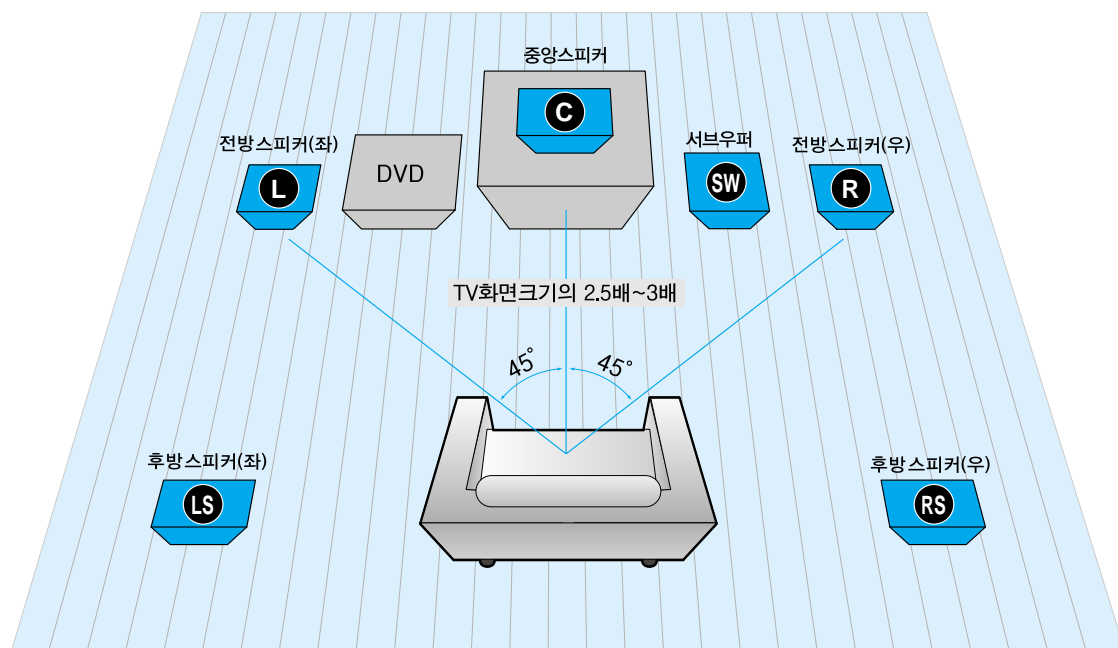 중앙스피커
C
전방스피커(좌)
L
DVD
서브우퍼
SW
전방스피커(우)
R
TV화면크기의 2.5배~3배
45°
45°
후방스피커(좌)
LS
후방스피커(우)
RS